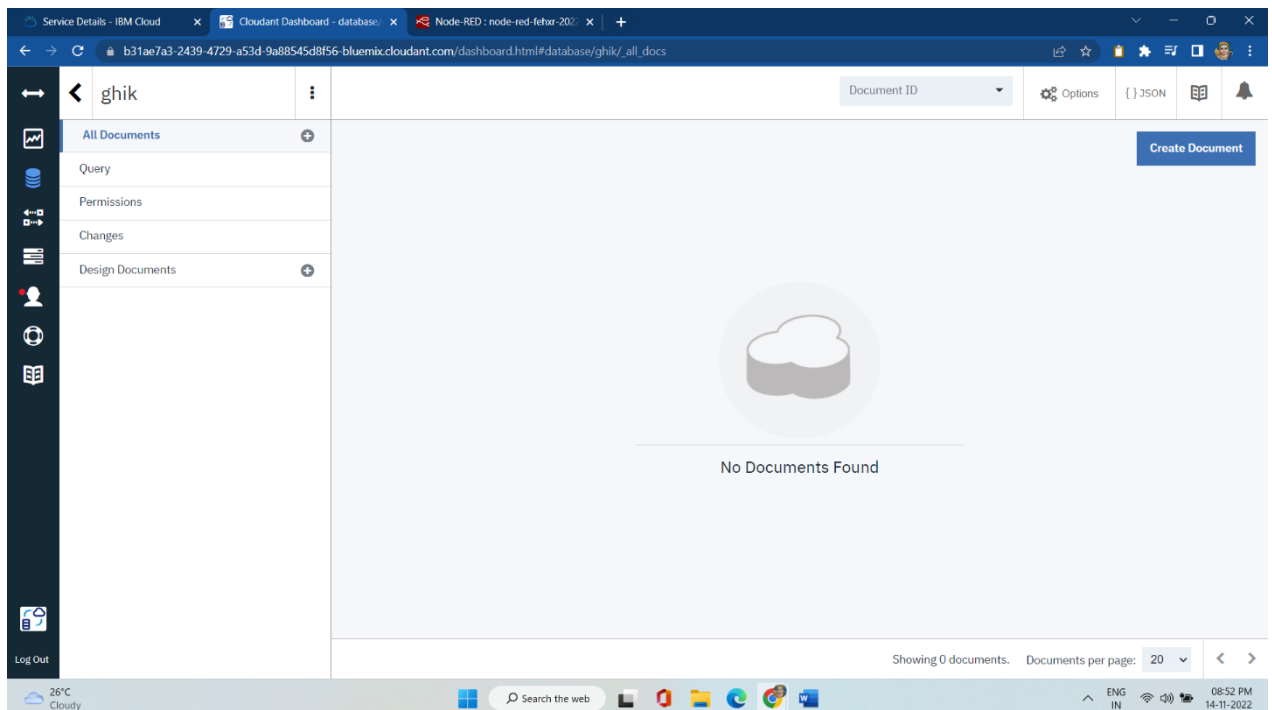 Service Details - IBM Cloud
Cloudant Dashboard - database/
Node-RED : node-red-fehxr-202
b31ae7a3-2439-4729-a53d-9a88545d8f56-bluemix.cloudant.com/dashboard.html#database/ghik/_all_docs
ghik
Document ID
Options
{ } JSON
All Documents
Create Document
Query
Permissions
Changes
Design Documents
No Documents Found
Log Out
Showing 0 documents. Documents per page: 20
26°C
Cloudy
Search the web
ENG
IN
08:52 PM
14-11-2022